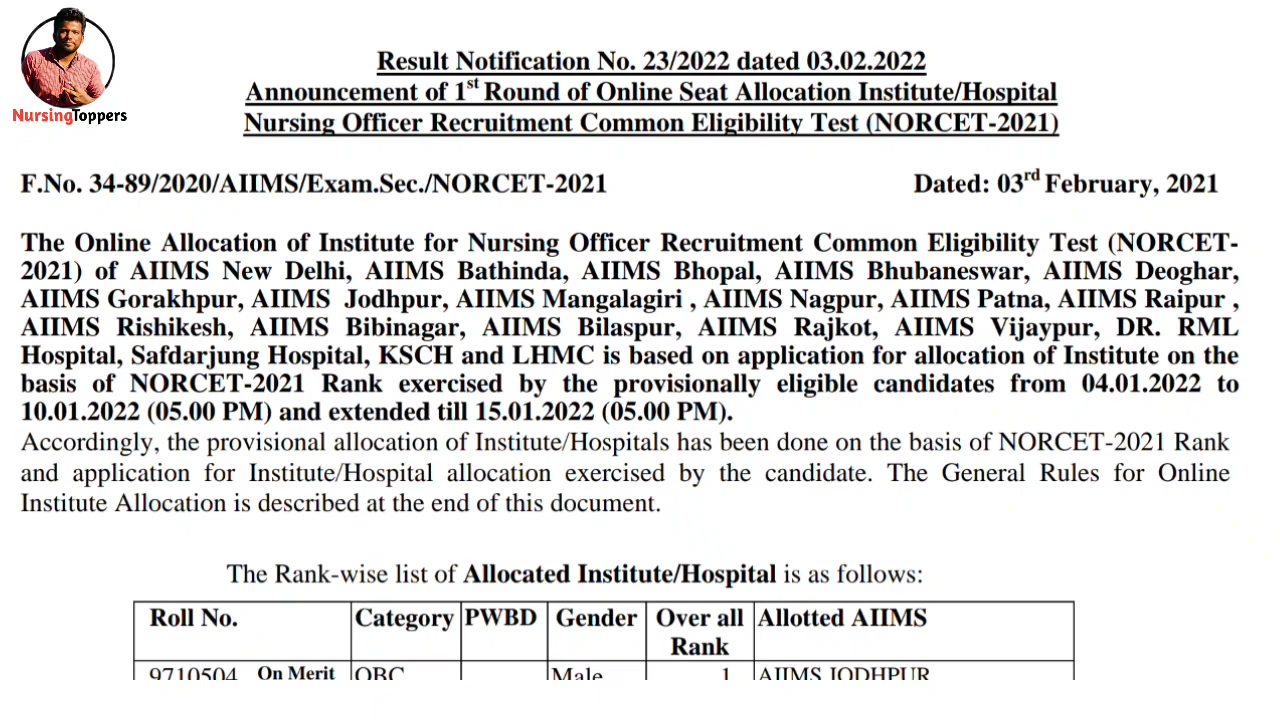 NursingToppers
Result Notification No. 23/2022 dated 03.02.2022
Announcement of 1st Round of Online Seat Allocation Institute/Hospital
Nursing Officer Recruitment Common Eligibility Test (NORCET-2021)
F.No. 34-89/2020/AIIMS/Exam.Sec./NORCET-2021 Dated: 03rd February, 2021
The Online Allocation of Institute for Nursing Officer Recruitment Common Eligibility Test (NORCET-
2021) of AIIMS New Delhi, AIIMS Bathinda, AIIMS Bhopal, AIIMS Bhubaneswar, AIIMS Deoghar,
AIIMS Gorakhpur, AIIMS Jodhpur, AIIMS Mangalagiri , AIIMS Nagpur, AIIMS Patna, AIIMS Raipur ,
AIIMS Rishikesh, AIIMS Bibinagar, AIIMS Bilaspur, AIIMS Rajkot, AIIMS Vijaypur, DR. RML
Hospital, Safdarjung Hospital, KSCH and LHMC is based on application for allocation of Institute on the
basis of NORCET-2021 Rank exercised by the provisionally eligible candidates from 04.01.2022 to
10.01.2022 (05.00 PM) and extended till 15.01.2022 (05.00 PM).
Accordingly, the provisional allocation of Institute/Hospitals has been done on the basis of NORCET-2021 Rank
and application for Institute/Hospital allocation exercised by the candidate. The General Rules for Online
Institute Allocation is described at the end of this document.
The Rank-wise list of Allocated Institute/Hospital is as follows:
Roll No. Category PWBD Gender Over all Allotted AIIMS
Rank
9710504 On Merit OBC Male 1 AIIMS JODHPUR